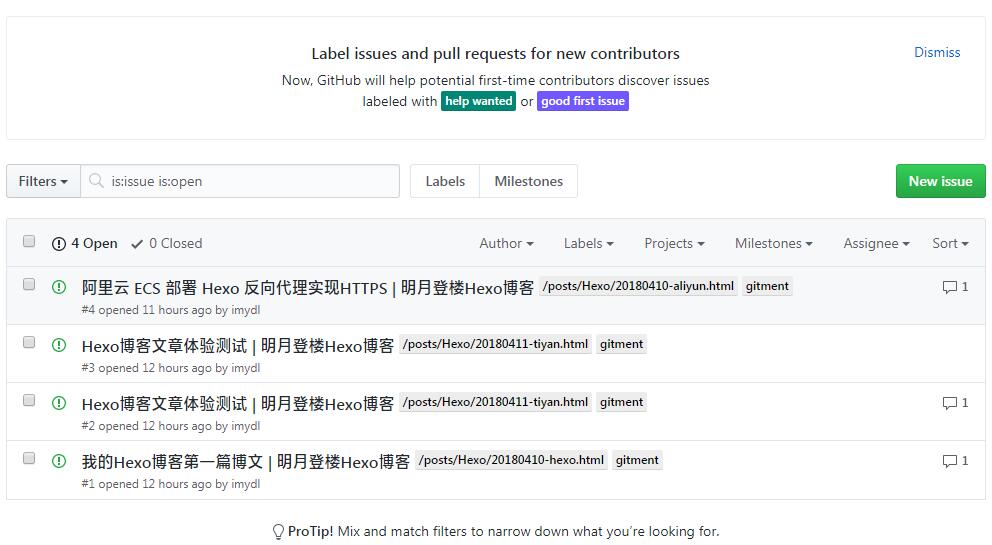 Label issues and pull requests for new contributors
Dismiss
Now, GitHub will help potential first-time contributors discover issues
labeled with help wanted or good first issue
Filters is:issue is:open Labels Milestones New issue
4 Open 0 Closed Author Labels Projects Milestones Assignee Sort
阿里云 ECS 部署 Hexo 反向代理实现HTTPS | 明月登楼Hexo博客 /posts/Hexo/20180410-aliyun.html gitment 1
#4 opened 11 hours ago by imydl
Hexo博客文章体验测试 | 明月登楼Hexo博客 /posts/Hexo/20180411-tiyan.html gitment
#3 opened 12 hours ago by imydl
Hexo博客文章体验测试 | 明月登楼Hexo博客 /posts/Hexo/20180411-tiyan.html gitment 1
#2 opened 12 hours ago by imydl
我的Hexo博客第一篇博文 | 明月登楼Hexo博客 /posts/Hexo/20180410-hexo.html gitment 1
#1 opened 12 hours ago by imydl
ProTip! Mix and match filters to narrow down what you’re looking for.